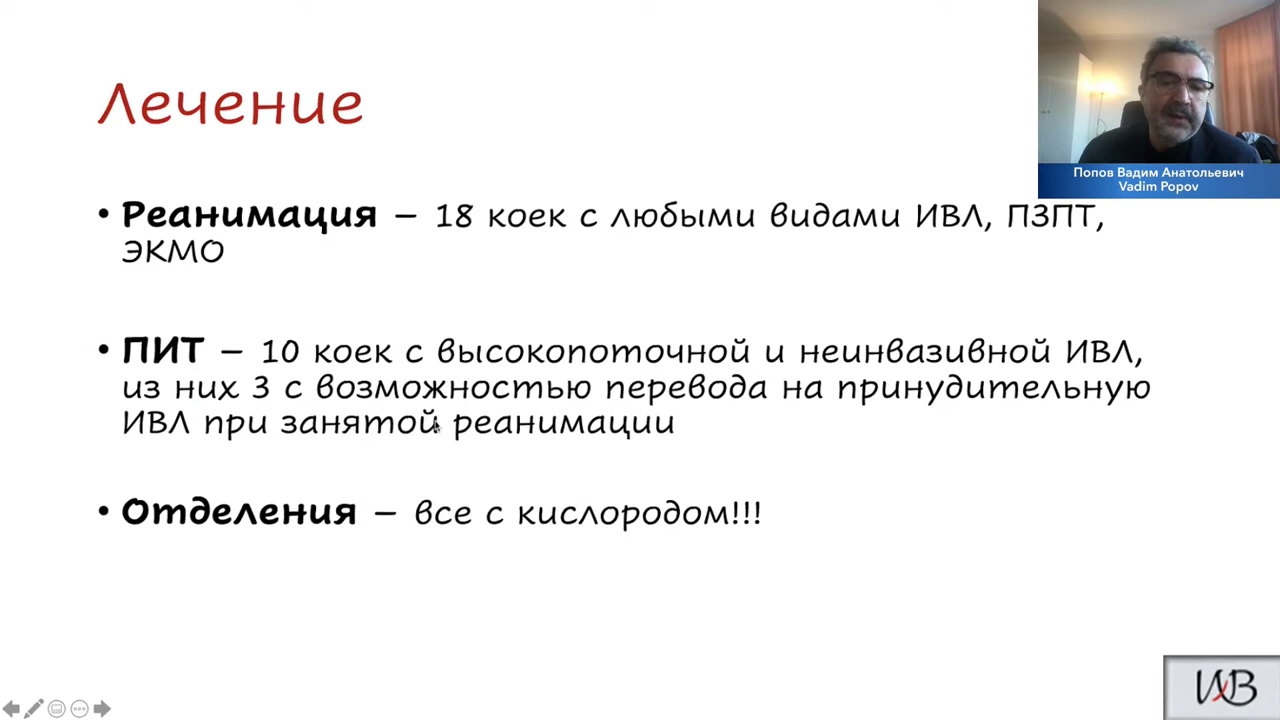 Лечение
Попов Вадим Анатольевич
Vadim Popov
• Реанимация – 18 коек с любыми видами ИВЛ, ПЗПТ,
ЭКМО
• ПИТ – 10 коек с высокопоточной и неинвазивной ИВЛ,
из них 3 с возможностью перевода на принудительную
ИВЛ при занятой реанимации
• Отделения – все с кислородом!!!